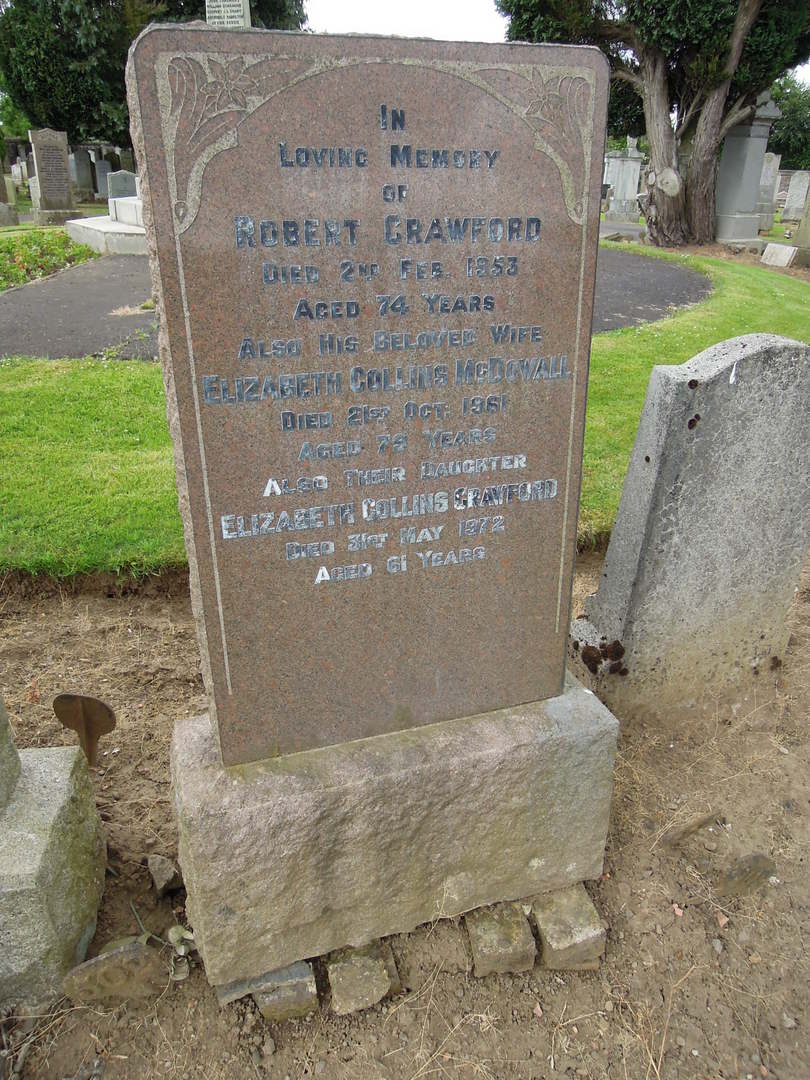 In
Loving Memory
of
Robert Crawford
Died 2nd Feb. 1953
Aged 74 Years
Also His Beloved Wife
Elizabeth Collins McDowall
Died 21st Oct. 1961
Aged 79 Years
Also Their Daughter
Elizabeth Collins Crawford
Died 31st May 1972
Aged 61 Years